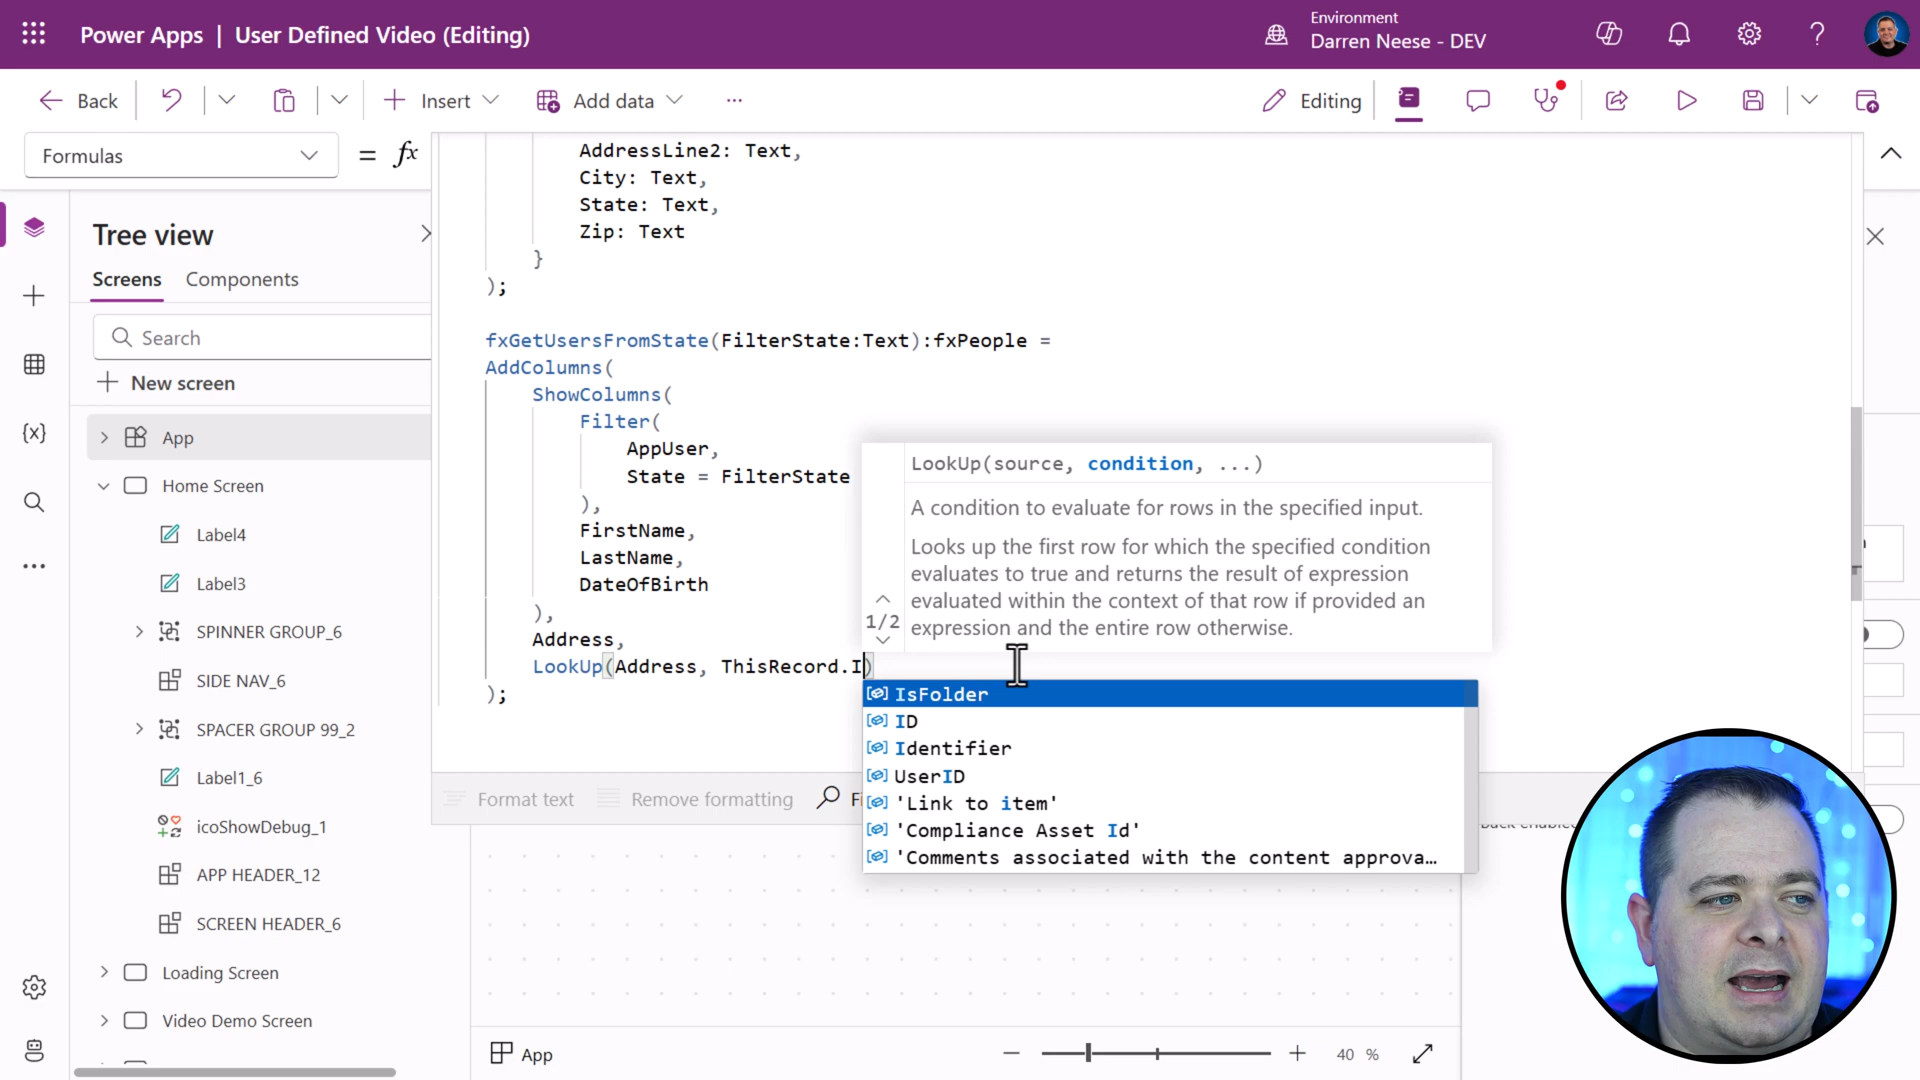 Power Apps | User Defined Video (Editing)
Environment
Darren Neese - DEV
Back
Insert
Add data
...
Editing
Formulas
= fx
AddressLine2: Text,
City: Text,
State: Text,
Zip: Text
}
);
fxGetUsersFromState(FilterState:Text):fxPeople =
AddColumns(
ShowColumns(
Filter(
AppUser,
State = FilterState
),
FirstName,
LastName,
DateOfBirth
),
Address,
LookUp(Address, ThisRecord.I)
);
LookUp(source, condition, ...)
A condition to evaluate for rows in the specified input.
Looks up the first row for which the specified condition
evaluates to true and returns the result of expression
evaluated within the context of that row if provided an
expression and the entire row otherwise.
1/2
IsFolder
ID
Identifier
UserID
'Link to item'
'Compliance Asset Id'
'Comments associated with the content approva...
Format text
Remove formatting
Tree view
Screens
Components
Search
New screen
App
Home Screen
Label4
Label3
SPINNER GROUP_6
SIDE NAV_6
SPACER GROUP 99_2
Label1_6
icoShowDebug_1
APP HEADER_12
SCREEN HEADER_6
Loading Screen
Video Demo Screen
App
40 %